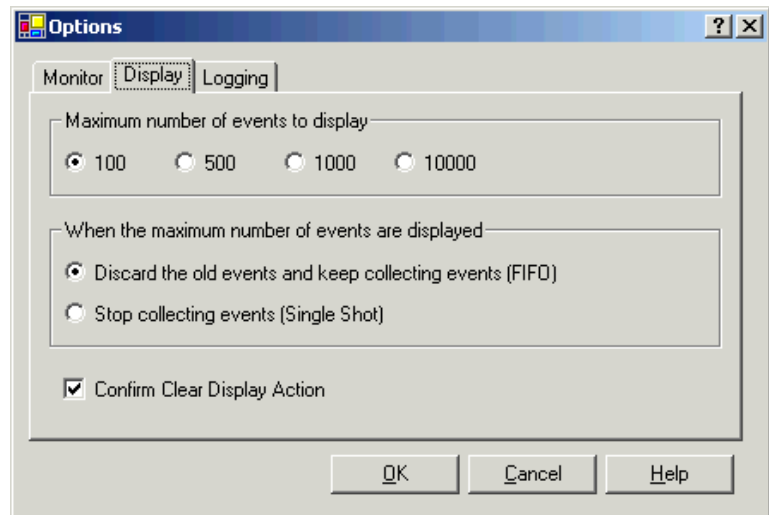 Options
Monitor Display Logging
Maximum number of events to display
100 500 1000 10000
When the maximum number of events are displayed
Discard the old events and keep collecting events (FIFO)
Stop collecting events (Single Shot)
Confirm Clear Display Action
OK Cancel Help